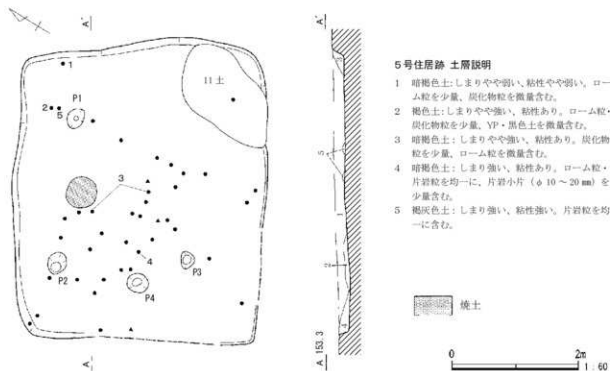 A'
A'
1
11土
2
5
P1
3
5
3
1
4
P3
P2
P4
2
4
A
A 153.3
5号住居跡 土層説明
1 暗褐色土:しまりやや弱い、粘性やや弱い。ロー
ム粒を少量、炭化物粒を微量含む。
2 褐色土:しまりやや強い、粘性あり。ローム粒・
炭化物粒を少量、YP・黒色土を微量含む。
3 暗褐色土:しまりやや強い、粘性あり。炭化物
粒を少量、ローム粒を微量含む。
4 暗褐色土:しまり強い、粘性あり。ローム粒・
片岩粒を均一に、片岩小片(φ10~20㎜)を
少量含む。
5 褐灰色土:しまり強い、粘性強い。片岩粒を均
一に含む。
焼土
0 2m
1:60